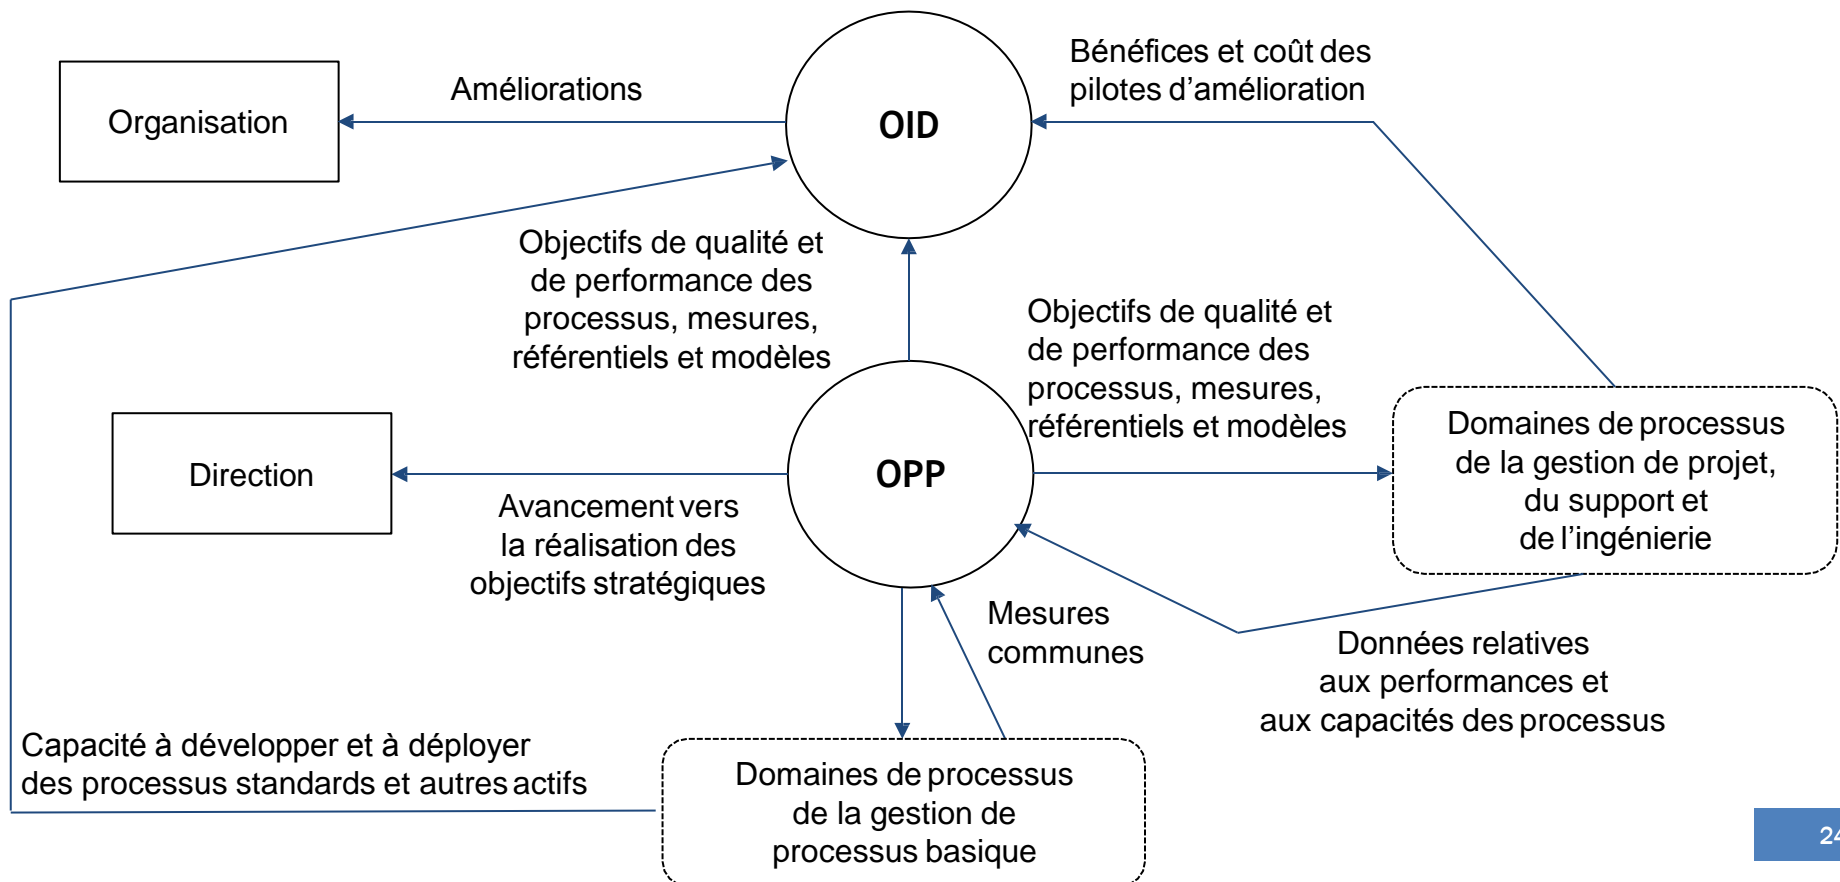 Bénéfices et coût des
pilotes d'amélioration
Améliorations
Organisation
OID
Objectifs de qualité et
de performance des
processus, mesures,
référentiels et modèles
Objectifs de qualité et
de performance des
processus, mesures,
référentiels et modèles
Domaines de processus
de la gestion de projet,
du support et
de l'ingénierie
Direction
OPP
Avancement vers
la réalisation des
objectifs stratégiques
Mesures
communes
Données relatives
aux performances et
aux capacités des processus
Capacité à développer et à déployer
des processus standards et autres actifs
Domaines de processus
de la gestion de
processus basique
24